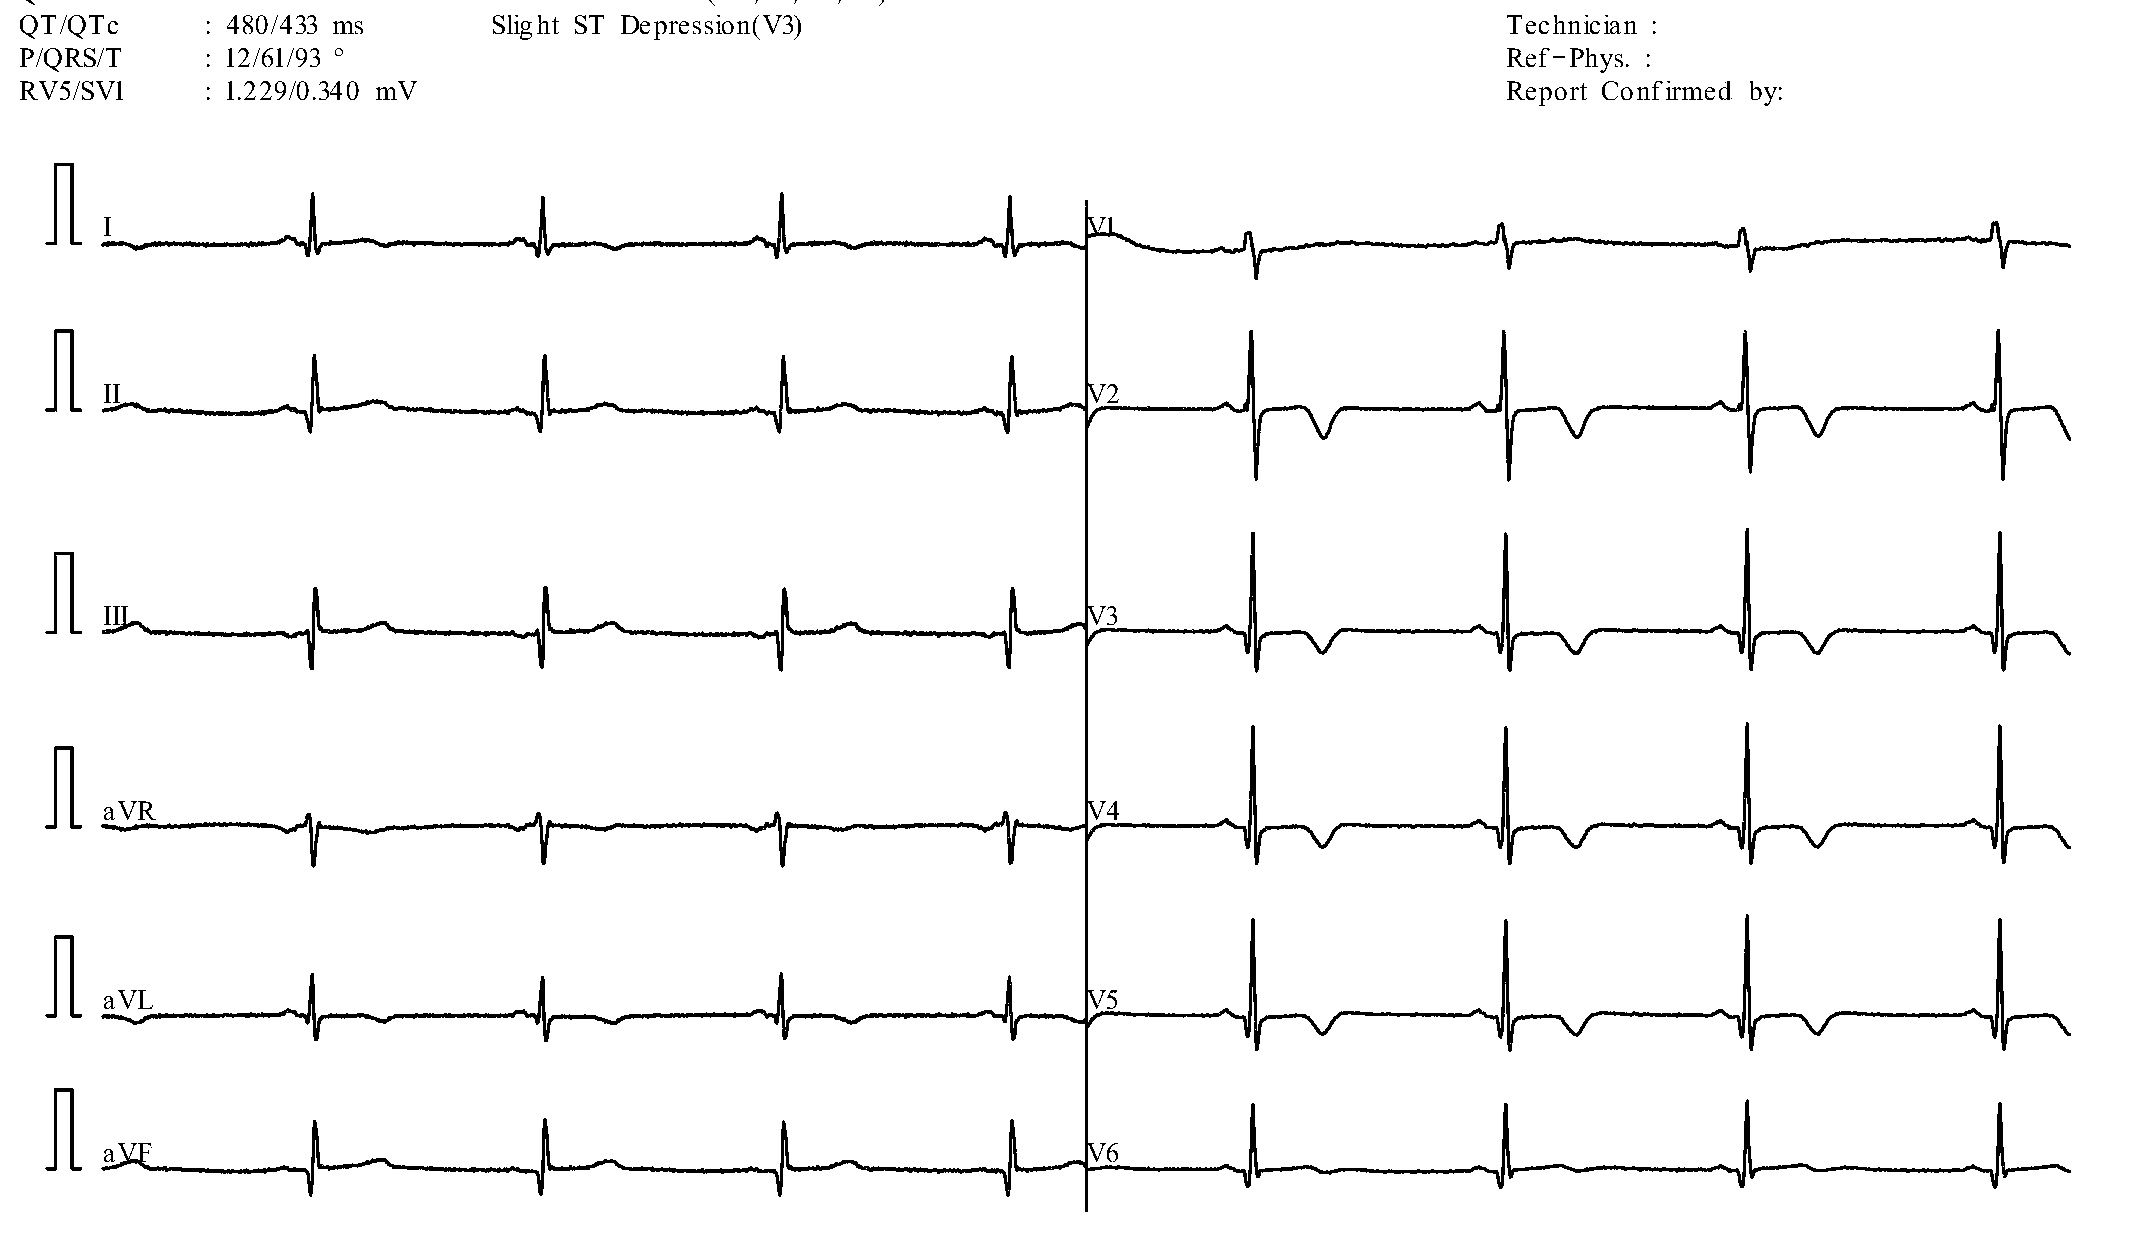 QT/QTc : 480/433 ms Slight ST Depression(V3) Technician :
P/QRS/T : 12/61/93 ° Ref-Phys. :
RV5/SV1 : 1.229/0.340 mV Report Confirmed by:
I V1
II V2
III V3
aVR V4
aVL V5
aVF V6